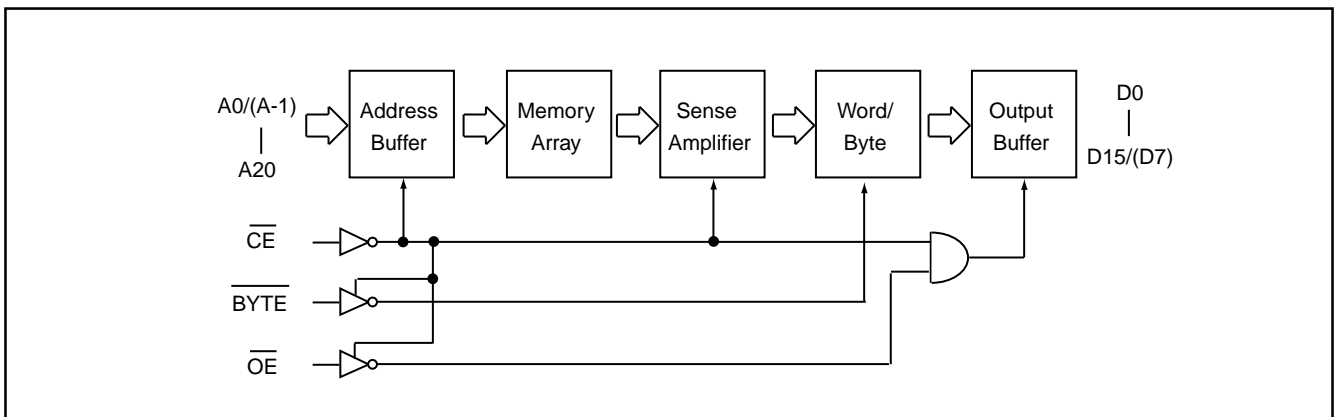 A0/(A-1)
A20
Address
Buffer
Memory
Array
Sense
Amplifier
Word/
Byte
Output
Buffer
D0
D15/(D7)
CE
BYTE
OE